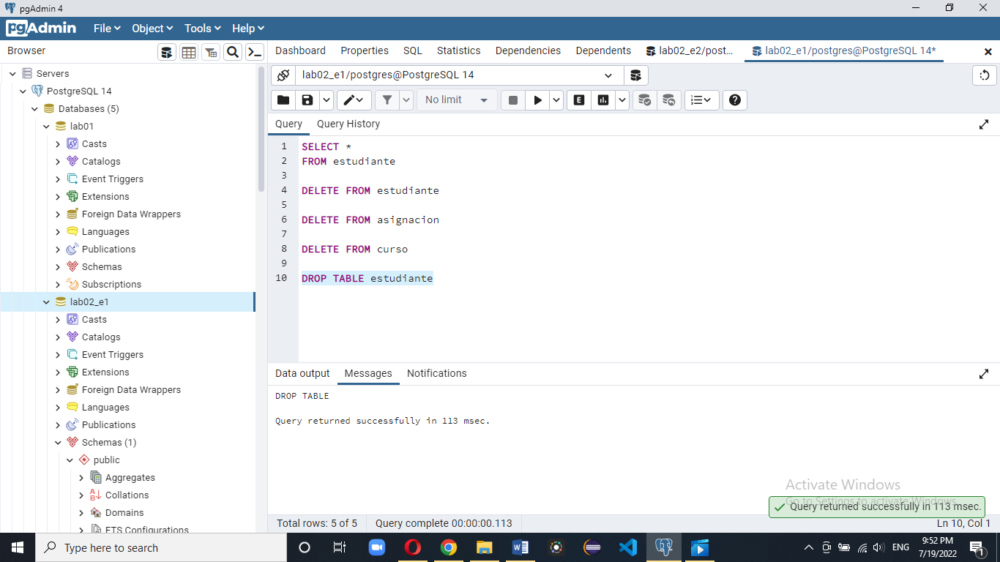 pgAdmin 4
pgAdmin File Object Tools Help
Browser
Servers
PostgreSQL 14
Databases (5)
lab01
Casts
Catalogs
Event Triggers
Extensions
Foreign Data Wrappers
Languages
Publications
Schemas
Subscriptions
lab02_e1
Casts
Catalogs
Event Triggers
Extensions
Foreign Data Wrappers
Languages
Publications
Schemas (1)
public
Aggregates
Collations
Domains
FTS Configurations
Dashboard Properties SQL Statistics Dependencies Dependents lab02_e2/post... lab02_e1/postgres@PostgreSQL 14*
lab02_e1/postgres@PostgreSQL 14
No limit E
Query Query History
1 SELECT *
2 FROM estudiante
3
4 DELETE FROM estudiante
5
6 DELETE FROM asignacion
7
8 DELETE FROM curso
9
10 DROP TABLE estudiante
Data output Messages Notifications
DROP TABLE
Query returned successfully in 113 msec.
Activate Windows
Go to Settings to activate Windows.
Query returned successfully in 113 msec.
Total rows: 5 of 5 Query complete 00:00:00.113 Ln 10, Col 1
Type here to search
ENG
9:52 PM
7/19/2022
1